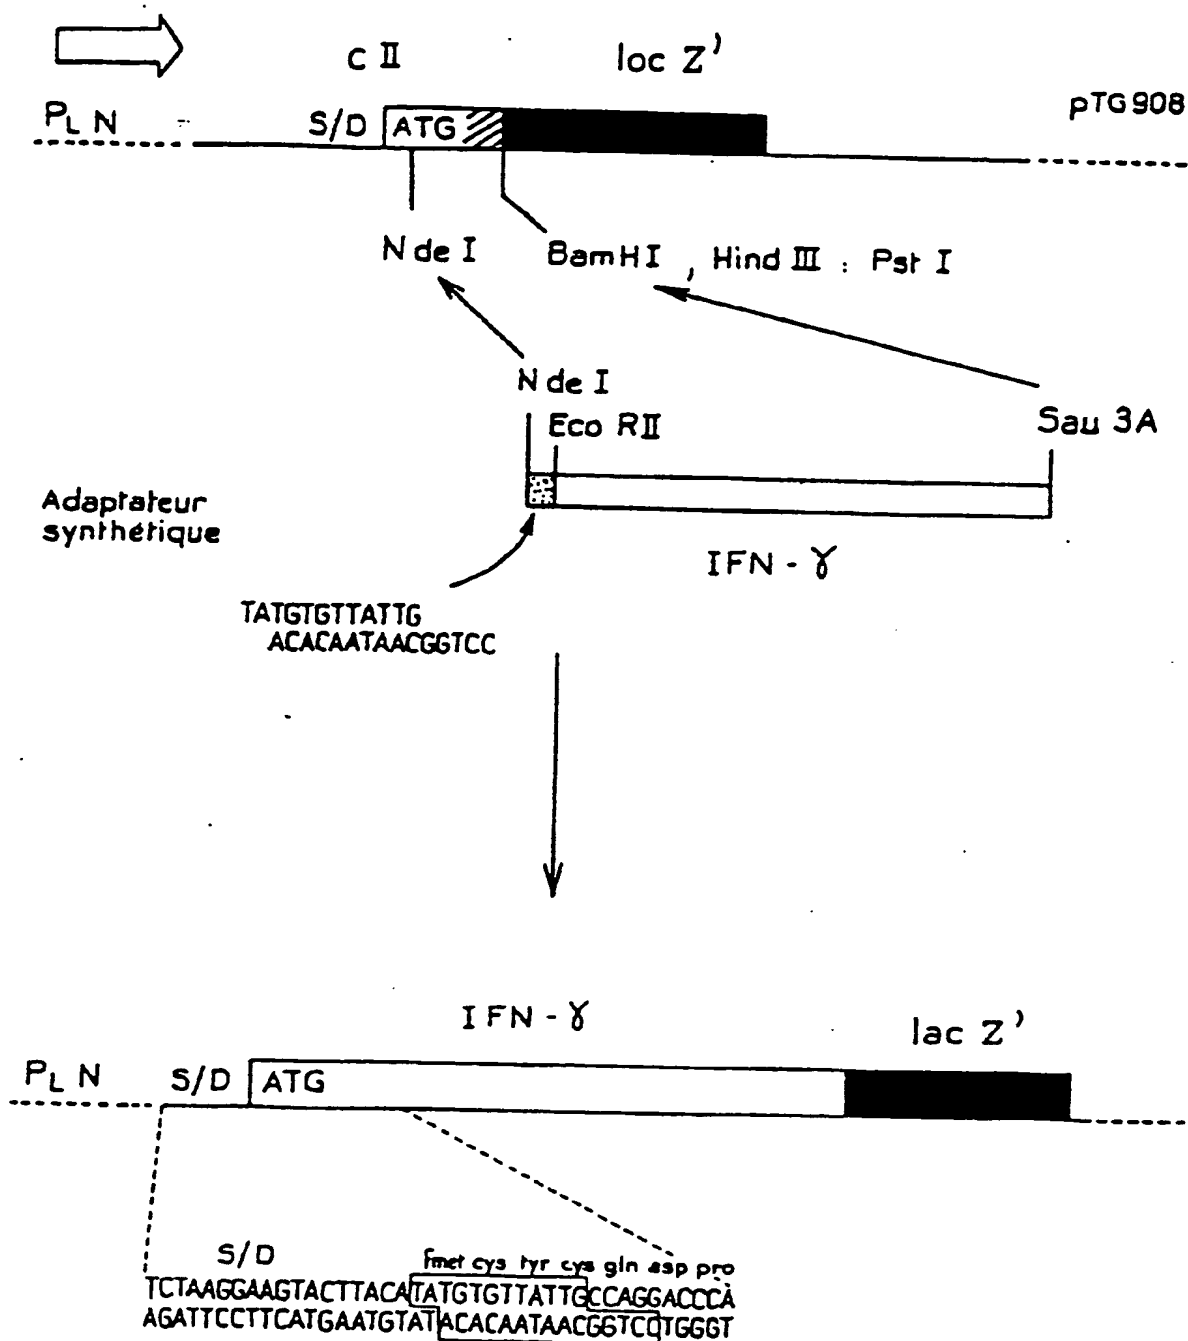 c II loc Z'
pTG908
PL N S/D ATG
N de I BamHI , Hind III : Pst I
N de I
Eco RII Sau 3A
Adaptateur
synthétique
IFN - γ
TATGTGTTATTG
ACACAATAACGGTCC
IFN - γ lac Z'
PL N S/D ATG
S/D fmet cys tyr cys gln asp pro
TCTAAGGAAGTACTTACATATGTGTTATTGCCAGGACCCA
AGATTCCTTCATGAATGTATACACAATAACGGTCCTGGGT